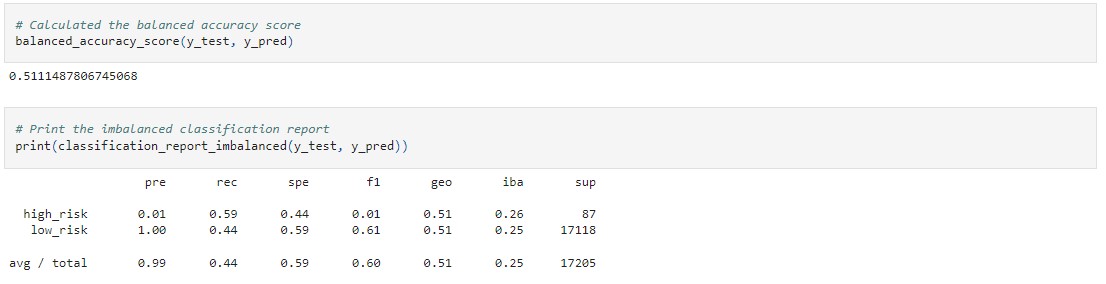 # Calculated the balanced accuracy score
balanced_accuracy_score(y_test, y_pred)
0.5111487806745068
# Print the imbalanced classification report
print(classification_report_imbalanced(y_test, y_pred))
pre rec spe f1 geo iba sup
high_risk 0.01 0.59 0.44 0.01 0.51 0.26 87
low_risk 1.00 0.44 0.59 0.61 0.51 0.25 17118
avg / total 0.99 0.44 0.59 0.60 0.51 0.25 17205